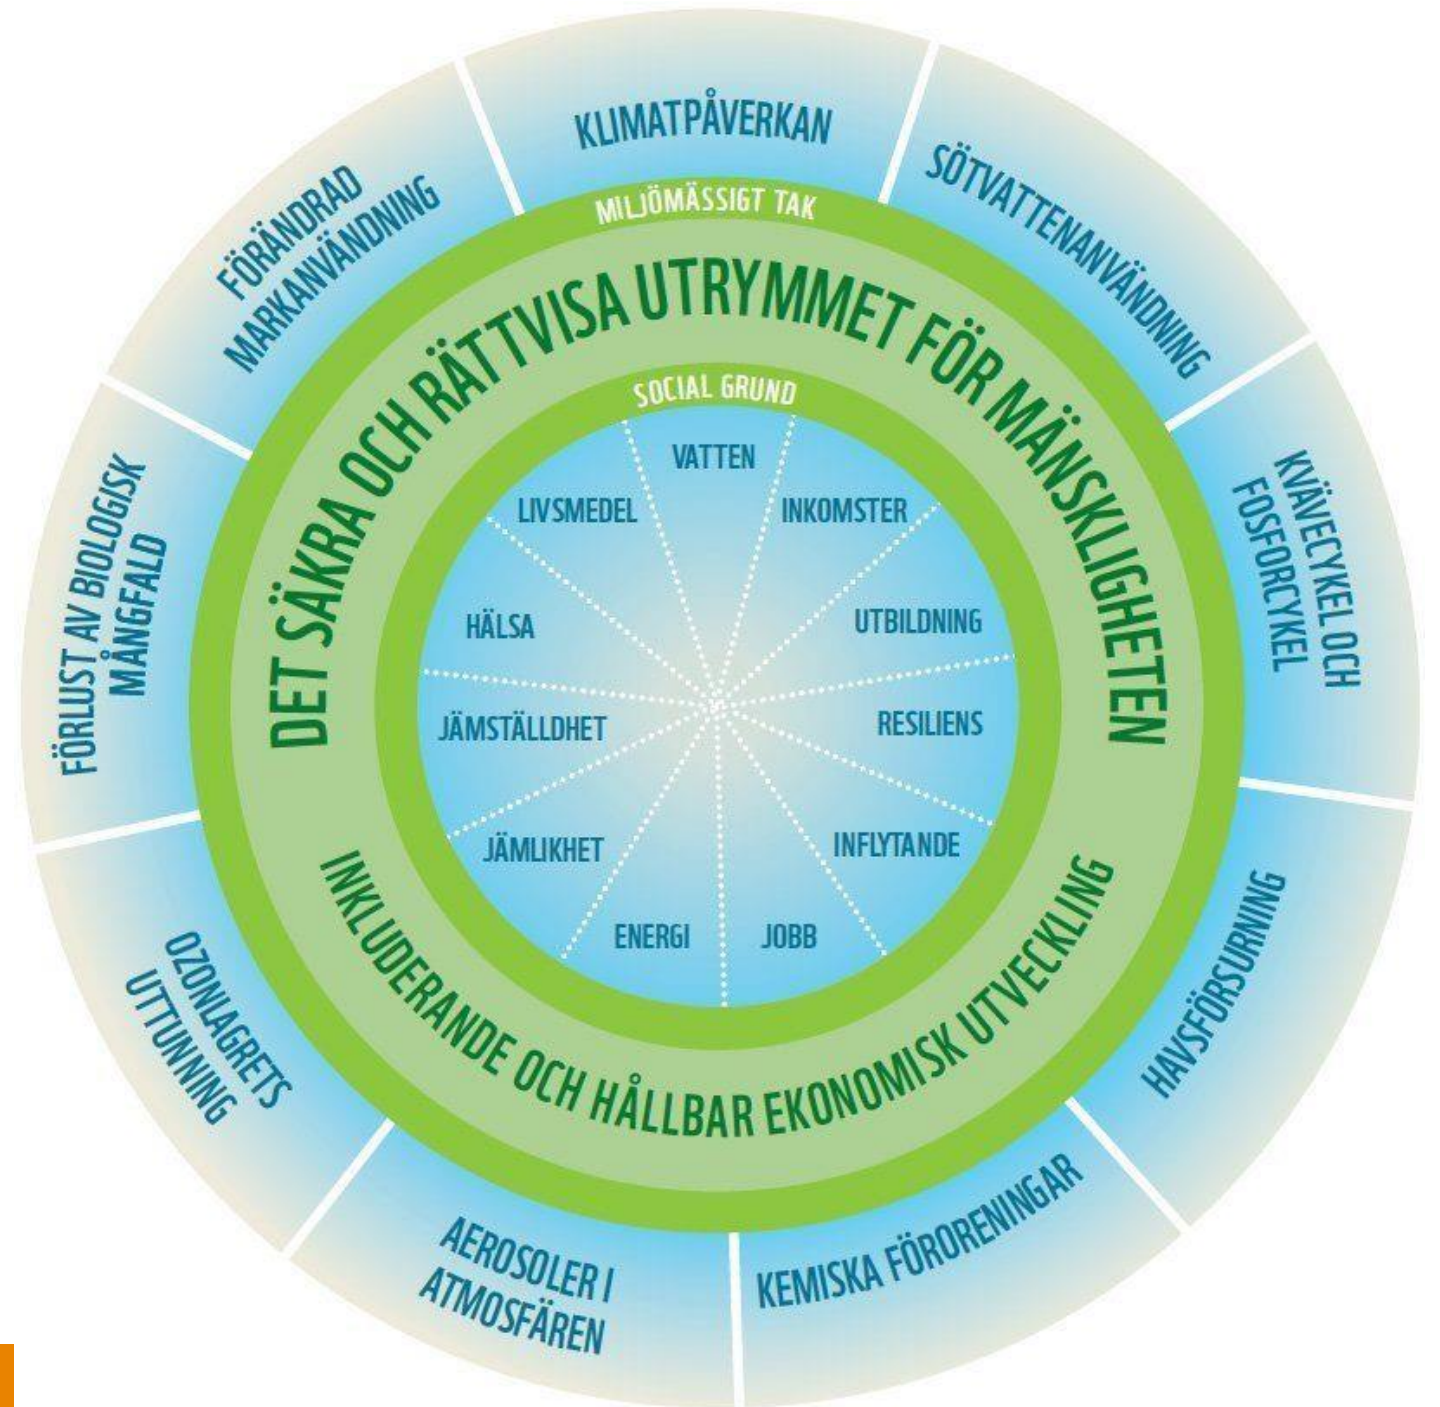 KLIMATPÅVERKAN
SÖTVATTENANVÄNDNING
KVÄVECYKEL OCH
FOSFORCYKEL
HAVSFÖRSURNING
KEMISKA FÖRORENINGAR
AEROSOLER I
ATMOSFÄREN
OZONLAGRETS
UTTUNNING
FÖRLUST AV BIOLOGISK
MÅNGFALD
FÖRÄNDRAD
MARKANVÄNDNING
MILJÖMÄSSIGT TAK
DET SÄKRA OCH RÄTTVISA UTRYMMET FÖR MÄNSKLIGHETEN
SOCIAL GRUND
VATTEN
INKOMSTER
UTBILDNING
RESILIENS
INFLYTANDE
JOBB
ENERGI
JÄMLIKHET
JÄMSTÄLLDHET
HÄLSA
LIVSMEDEL
INKLUDERANDE OCH HÅLLBAR EKONOMISK UTVECKLING